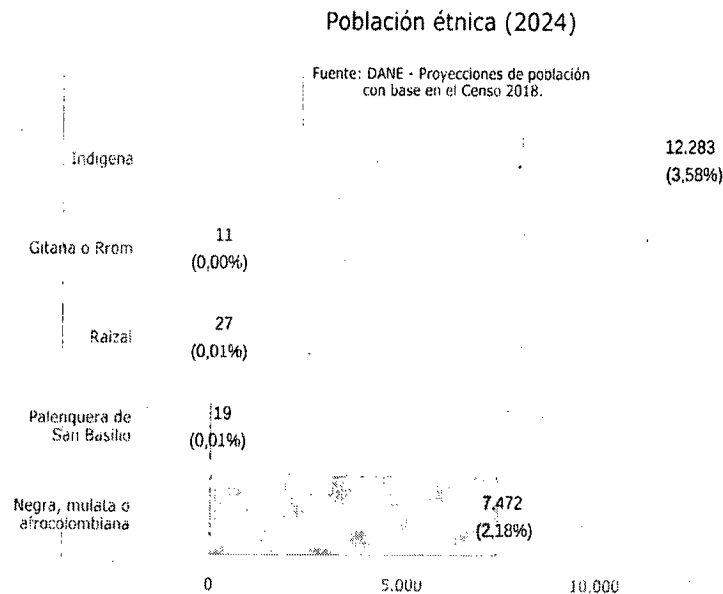 Población étnica (2024)
Fuente: DANE - Proyecciones de población
con base en el Censo 2018.
Indígena
12.283
(3,58%)
Gitana o Rrom
11
(0,00%)
Raizal
27
(0,01%)
Palenquera de
San Basilio
19
(0,01%)
Negra, mulata o
afrocolombiana
7.472
(2,18%)
0
5.000
10.000